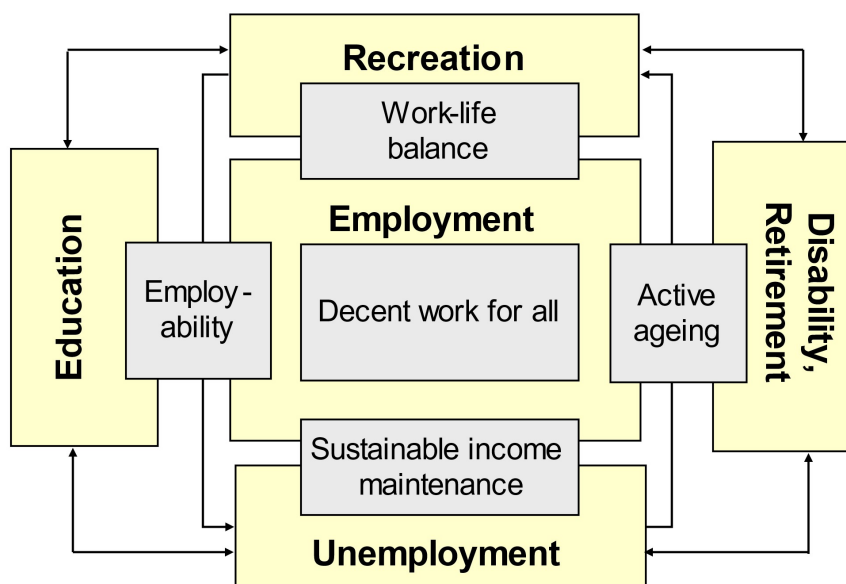 Recreation
Work-life
balance
Education
Employment
Disability,
Retirement
Employ-
ability
Decent work for all
Active
ageing
Sustainable income
maintenance
Unemployment